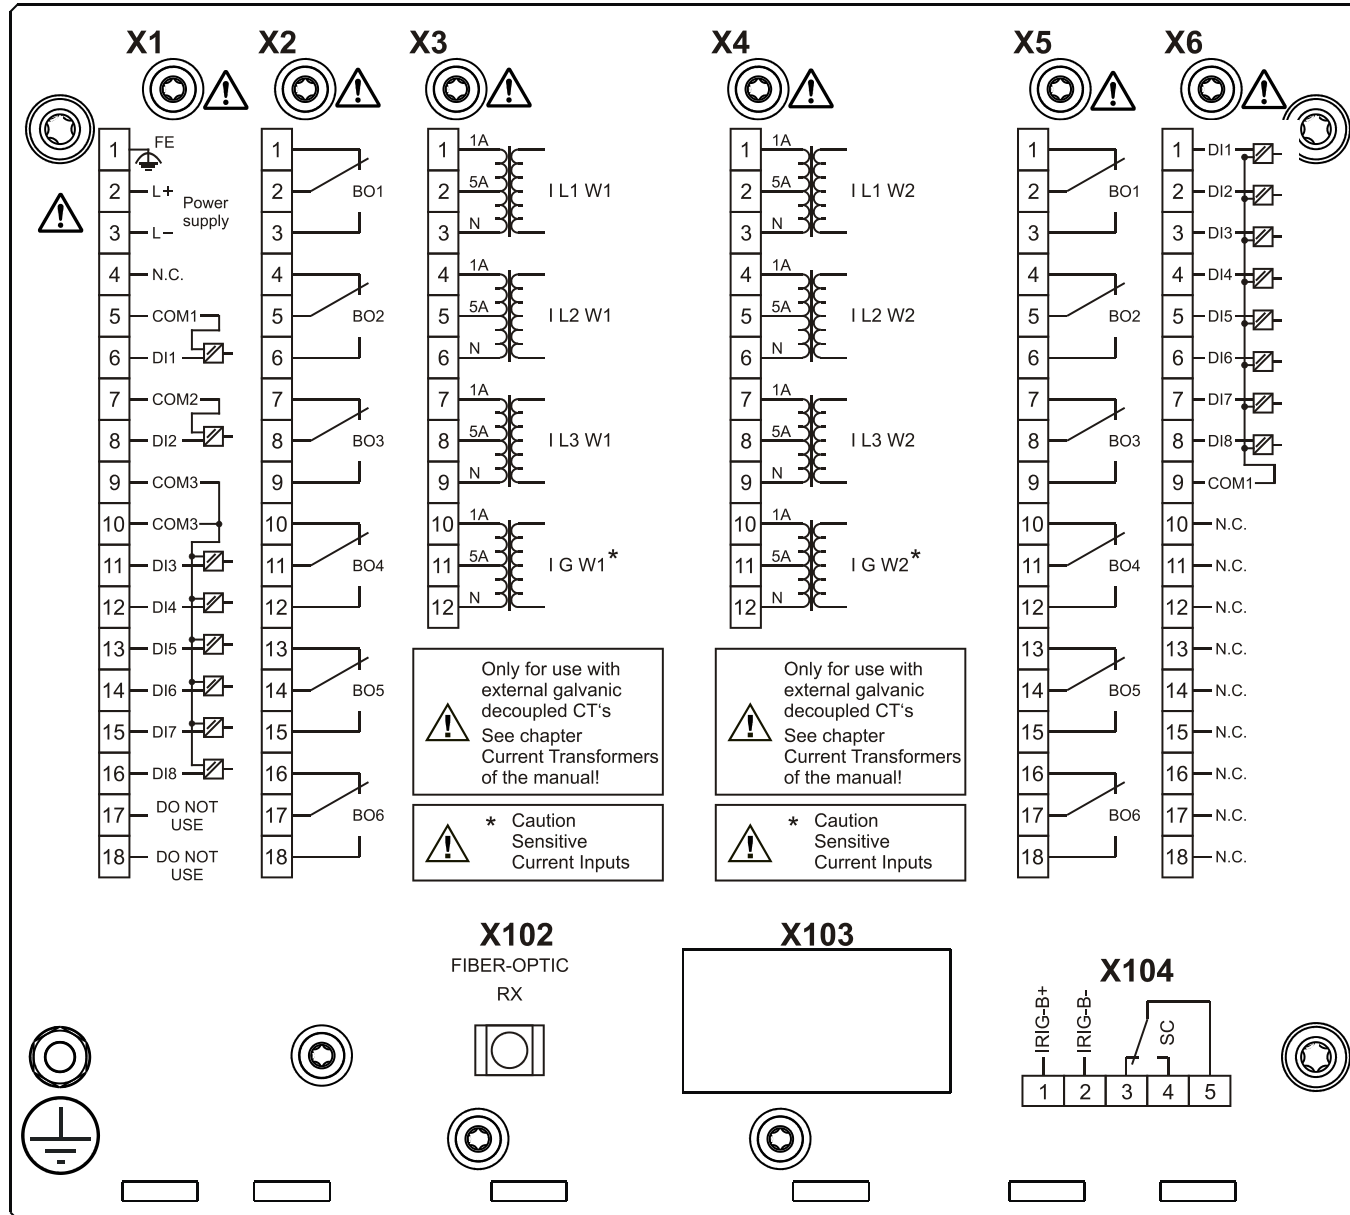 X1
X2
X3
X4
X5
X6
1 FE
2 L+
Power
supply
3 L–
4 N.C.
5 COM1
6 DI1
7 COM2
8 DI2
9 COM3
10 COM3
11 DI3
12 DI4
13 DI5
14 DI6
15 DI7
16 DI8
17 DO NOT
USE
18 DO NOT
USE
1
2 BO1
3
4
5 BO2
6
7
8 BO3
9
10
11 BO4
12
13
14 BO5
15
16
17 BO6
18
1 1A
2 5A I L1 W1
3 N
4 1A
5 5A I L2 W1
6 N
7 1A
8 5A I L3 W1
9 N
10 1A
11 5A I G W1*
12 N
Only for use with
external galvanic
decoupled CT‘s
See chapter
Current Transformers
of the manual!
* Caution
Sensitive
Current Inputs
1 1A
2 5A I L1 W2
3 N
4 1A
5 5A I L2 W2
6 N
7 1A
8 5A I L3 W2
9 N
10 1A
11 5A I G W2*
12 N
Only for use with
external galvanic
decoupled CT‘s
See chapter
Current Transformers
of the manual!
* Caution
Sensitive
Current Inputs
1
2 BO1
3
4
5 BO2
6
7
8 BO3
9
10
11 BO4
12
13
14 BO5
15
16
17 BO6
18
1 DI1
2 DI2
3 DI3
4 DI4
5 DI5
6 DI6
7 DI7
8 DI8
9 COM1
10 N.C.
11 N.C.
12 N.C.
13 N.C.
14 N.C.
15 N.C.
16 N.C.
17 N.C.
18 N.C.
X102
FIBER-OPTIC
RX
X103
X104
IRIG-B+
IRIG-B-
SC
1 2 3 4 5